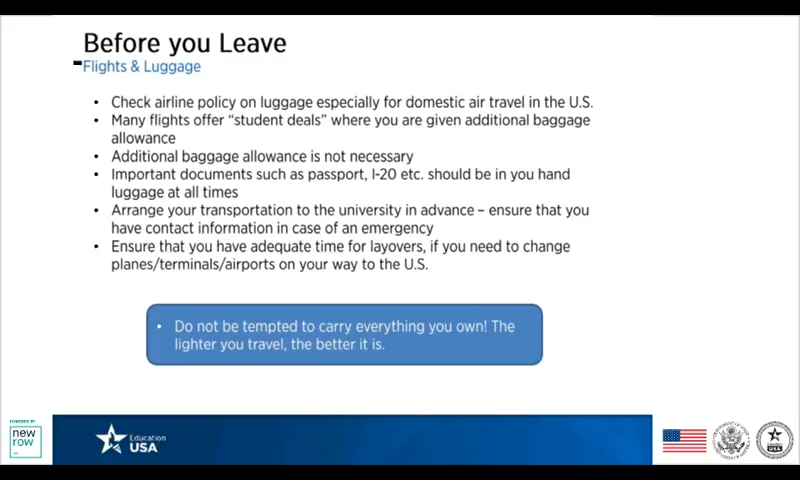 Before you Leave
Flights & Luggage
• Check airline policy on luggage especially for domestic air travel in the U.S.
• Many flights offer “student deals” where you are given additional baggage
allowance
• Additional baggage allowance is not necessary
• Important documents such as passport, I-20 etc. should be in you hand
luggage at all times
• Arrange your transportation to the university in advance – ensure that you
have contact information in case of an emergency
• Ensure that you have adequate time for layovers, if you need to change
planes/terminals/airports on your way to the U.S.
• Do not be tempted to carry everything you own! The
lighter you travel, the better it is.
POWERED BY
new
row
Education
USA